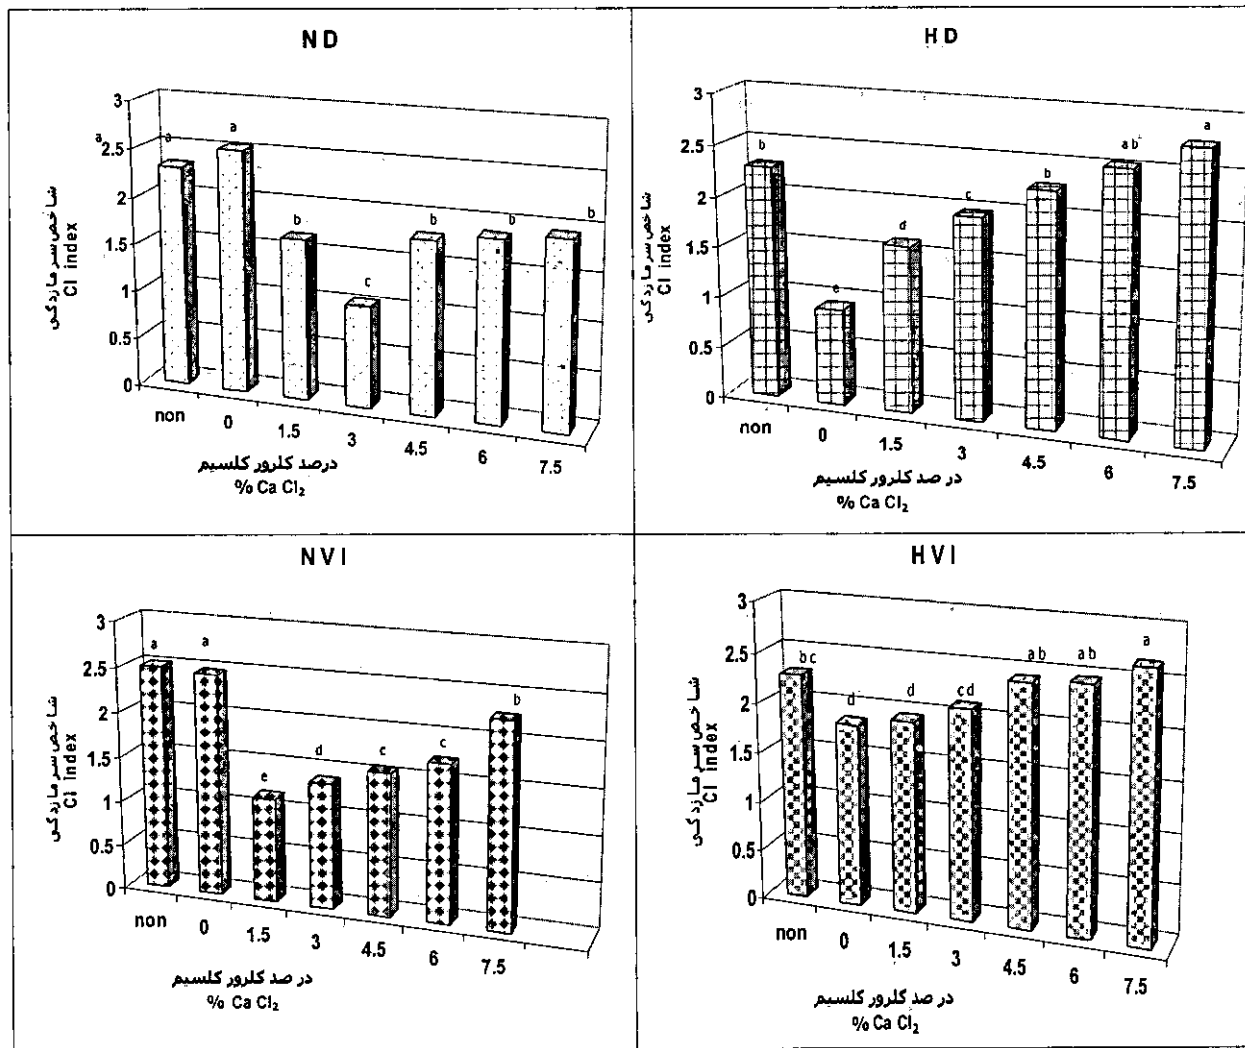 ND
3
2.5
2
1.5
1
0.5
0
شاخص سرمازدگی
CI index
a
a
a
b
c
b
b
b
non
0
1.5
3
4.5
6
7.5
درصد کلرور کلسیم
% Ca Cl₂
HD
3
2.5
2
1.5
1
0.5
0
شاخص سرمازدگی
CI index
b
e
d
c
b
ab
a
non
0
1.5
3
4.5
6
7.5
در صد کلرور کلسیم
% Ca Cl₂
NVI
3
2.5
2
1.5
1
0.5
0
شاخص سرمازدگی
CI index
a
a
e
d
c
c
b
non
0
1.5
3
4.5
6
7.5
در صد کلرور کلسیم
% Ca Cl₂
HVI
3
2.5
2
1.5
1
0.5
0
شاخص سرمازدگی
CI index
bc
d
d
cd
ab
ab
a
non
0
1.5
3
4.5
6
7.5
در صد کلرور کلسیم
% Ca Cl₂